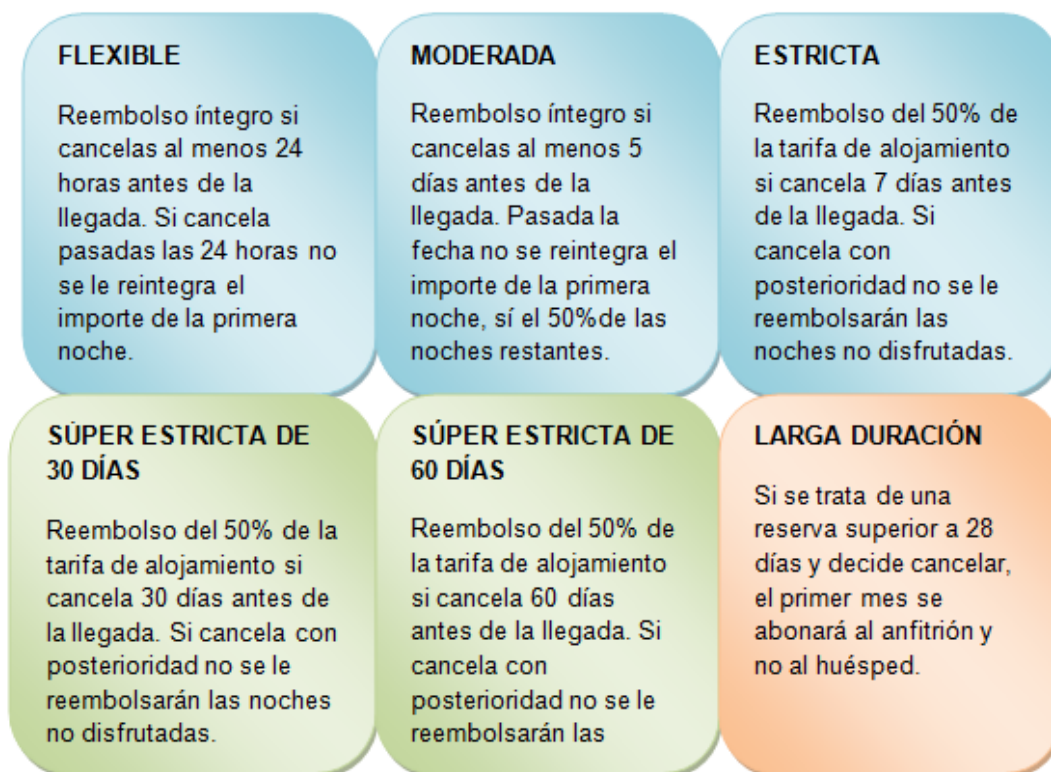 FLEXIBLE
Reembolso íntegro si
cancelas al menos 24
horas antes de la
llegada. Si cancela
pasadas las 24 horas no
se le reintegra el
importe de la primera
noche.
MODERADA
Reembolso íntegro si
cancelas al menos 5
días antes de la
llegada. Pasada la
fecha no se reintegra el
importe de la primera
noche, sí el 50%de las
noches restantes.
ESTRICTA
Reembolso del 50% de
la tarifa de alojamiento
si cancela 7 días antes
de la llegada. Si
cancela con
posterioridad no se le
reembolsarán las
noches no disfrutadas.
SÚPER ESTRICTA DE
30 DÍAS
Reembolso del 50% de la
tarifa de alojamiento si
cancela 30 días antes de
la llegada. Si cancela con
posterioridad no se le
reembolsarán las noches
no disfrutadas.
SÚPER ESTRICTA DE
60 DÍAS
Reembolso del 50% de
la tarifa de alojamiento
si cancela 60 días
antes de la llegada. Si
cancela con
posterioridad no se le
reembolsarán las
LARGA DURACIÓN
Si se trata de una
reserva superior a 28
días y decide cancelar,
el primer mes se
abonará al anfitrión y
no al huésped.